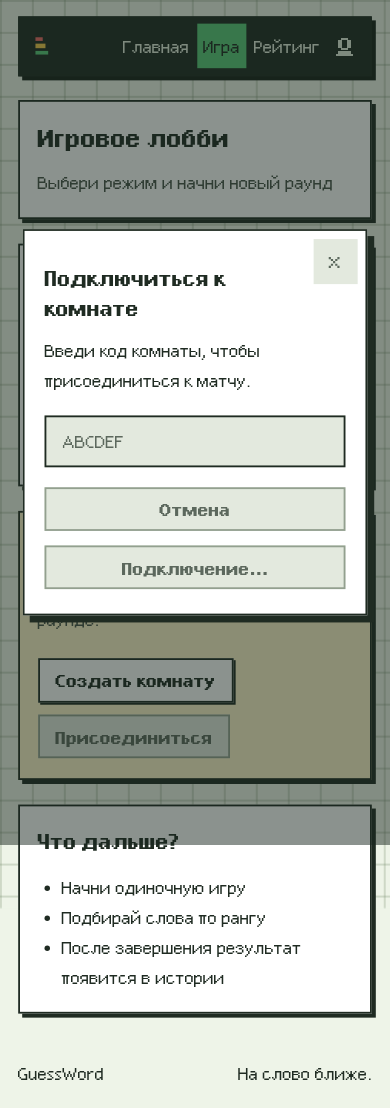 Главная Игра Рейтинг
Игровое лобби
Выбери режим и начни новый раунд
×
Подключиться к
комнате
Введи код комнаты, чтобы
присоединиться к матчу.
ABCDEF
Отмена
Подключение...
раунде.
Создать комнату
Присоединиться
Что дальше?
• Начни одиночную игру
• Подбирай слова по рангу
• После завершения результат
появится в истории
GuessWord На слово ближе.